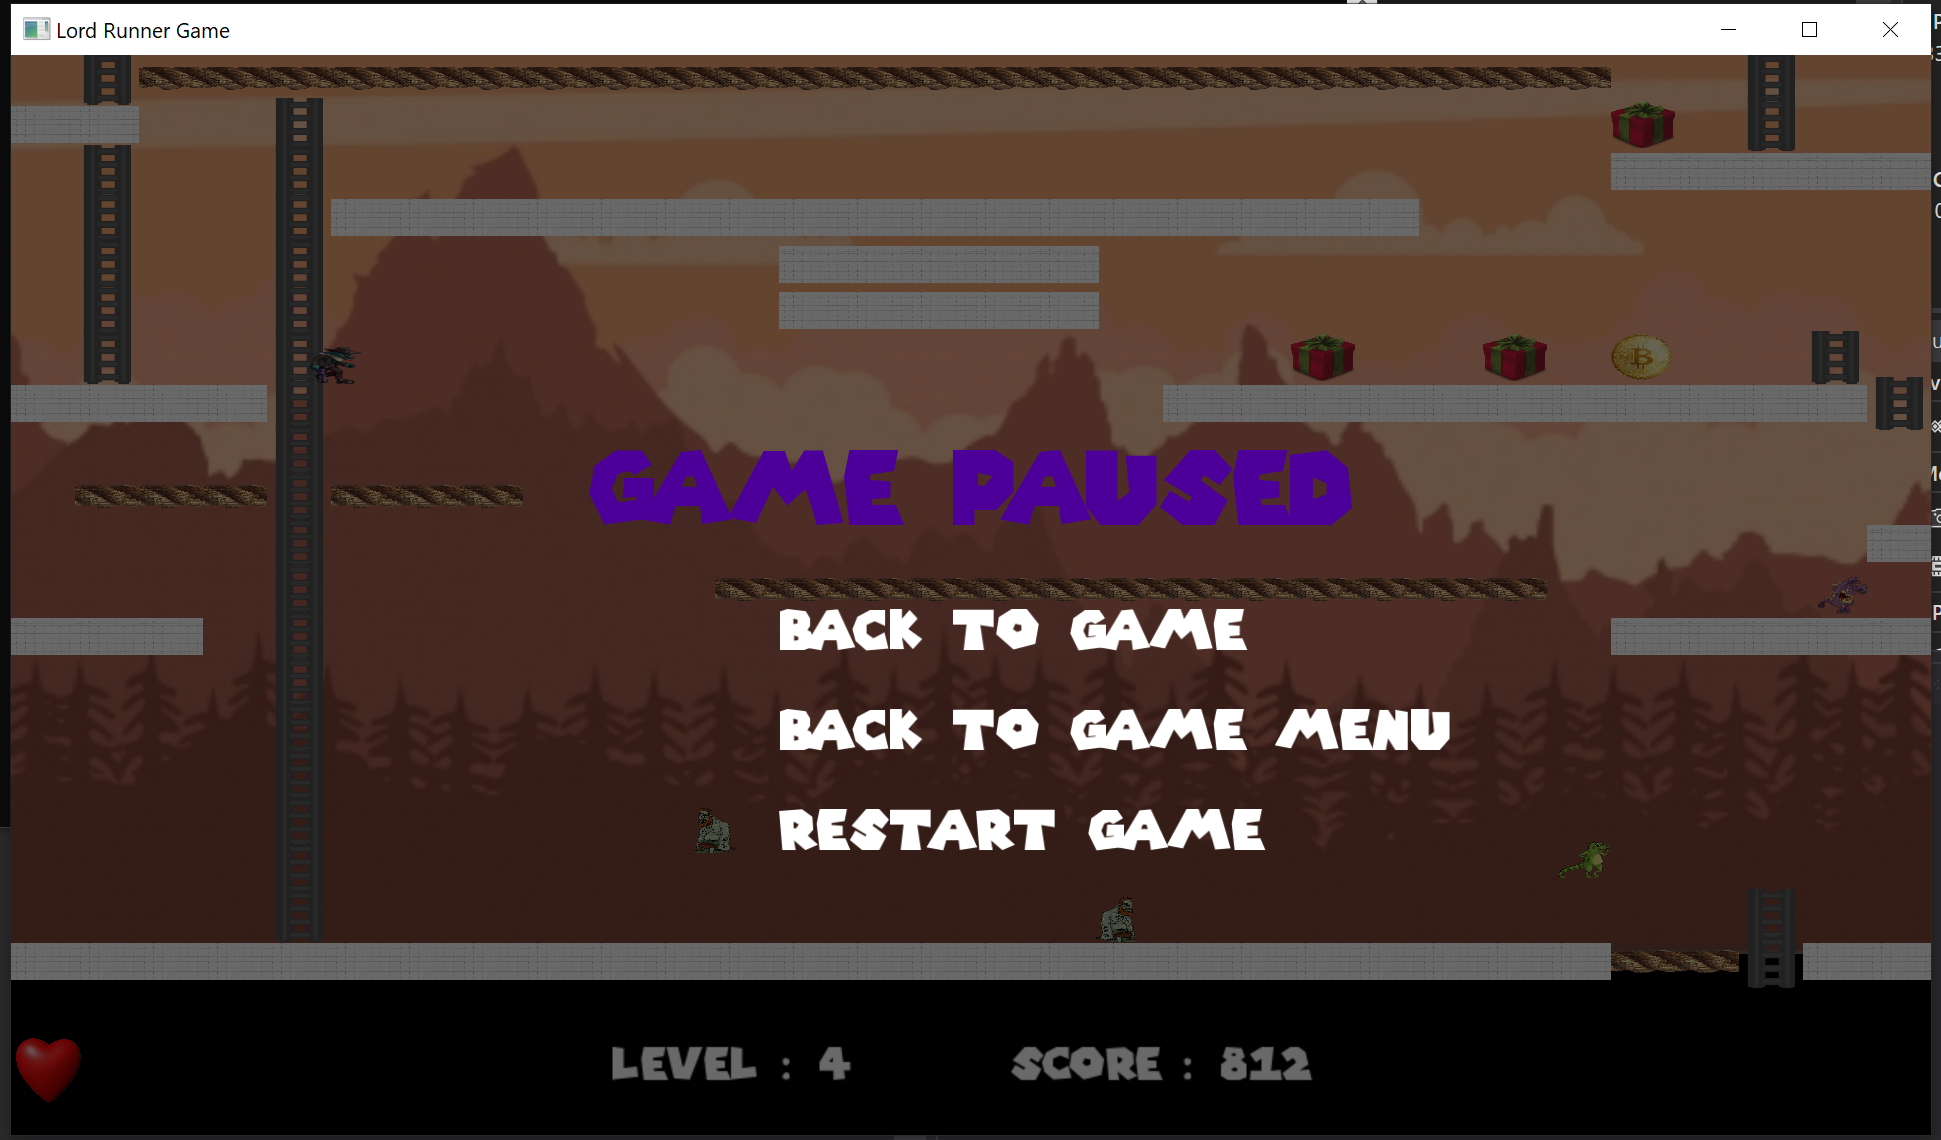 Lord Runner Game
GAME PAUSED
BACK TO GAME
BACK TO GAME MENU
RESTART GAME
LEVEL : 4 SCORE : 812